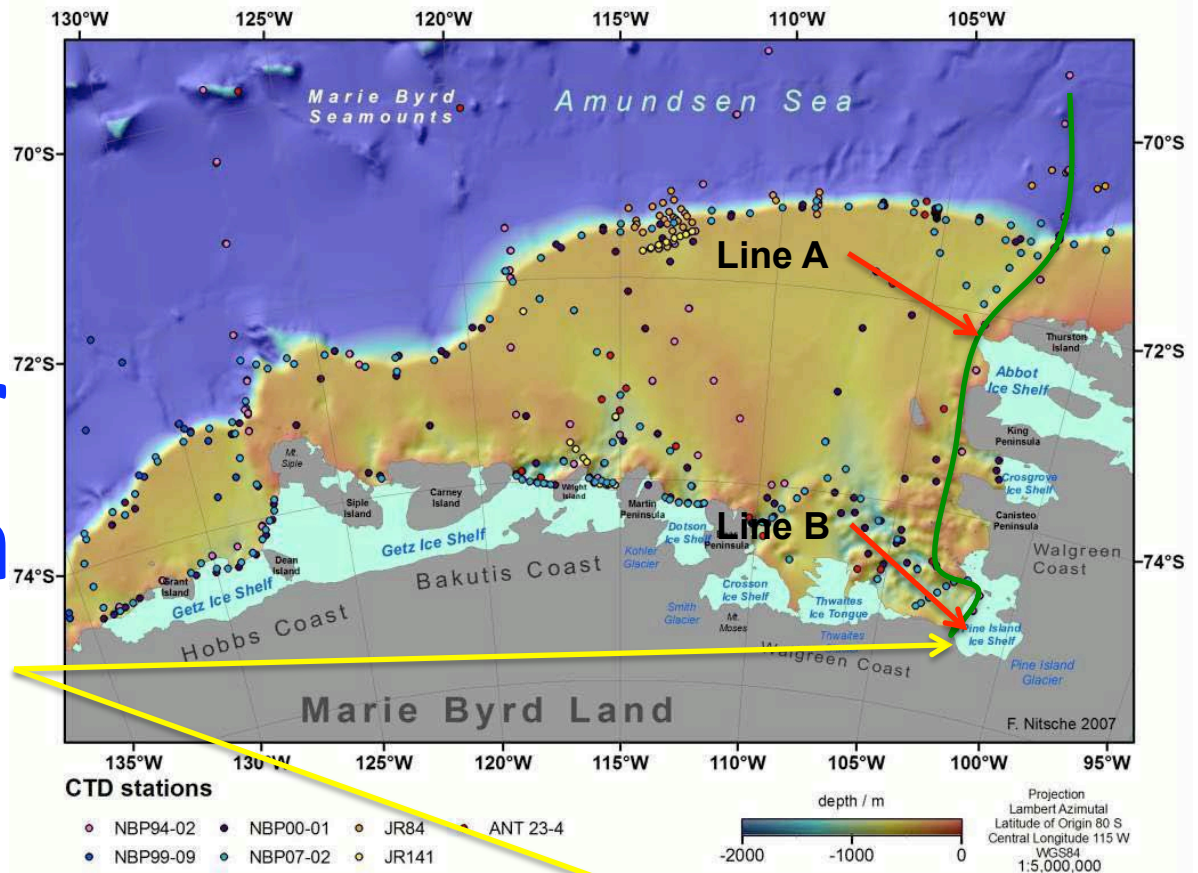 130°W 125°W 120°W 115°W 110°W 105°W
Marie Byrd
Seamounts
Amundsen Sea
70°S
70°S
Line A
Thurston
Island
72°S
72°S
Abbot
Ice Shelf
King
Peninsula
Mt.
Siple
Crosgrove
Ice Shelf
Siple
Island
Carney
Island
Wright
Island
Martin
Peninsula
Canisteo
Peninsula
Line B
Dotson
Ice Shelf
Peninsula
Getz Ice Shelf
Kohler
Glacier
Walgreen
Coast
Dean
Island
74°S
74°S
Grant
Island
Getz Ice Shelf
Bakutis Coast
Crosson
Ice Shelf
Thwaites
Ice Tongue
Smith
Glacier
Mt.
Moses
Thwaites
Pine Island
Ice Shelf
Hobbs Coast
Walgreen Coast
Pine Island
Glacier
Marie Byrd Land
F. Nitsche 2007
135°W 130°W 125°W 120°W 115°W 110°W 105°W 100°W 95°W
CTD stations
NBP94-02 NBP00-01 JR84 ANT 23-4
NBP99-09 NBP07-02 JR141
depth / m
-2000 -1000 0
Projection
Lambert Azimutal
Latitude of Origin 80 S
Central Longitude 115 W
WGS84
1:5,000,000